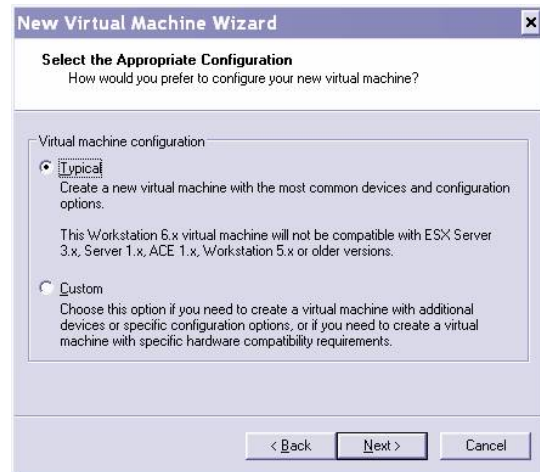 New Virtual Machine Wizard
Select the Appropriate Configuration
How would you prefer to configure your new virtual machine?
Virtual machine configuration
Typical
Create a new virtual machine with the most common devices and configuration
options.
This Workstation 6.x virtual machine will not be compatible with ESX Server
3.x, Server 1.x, ACE 1.x, Workstation 5.x or older versions.
Custom
Choose this option if you need to create a virtual machine with additional
devices or specific configuration options, or if you need to create a virtual
machine with specific hardware compatibility requirements.
< Back Next > Cancel